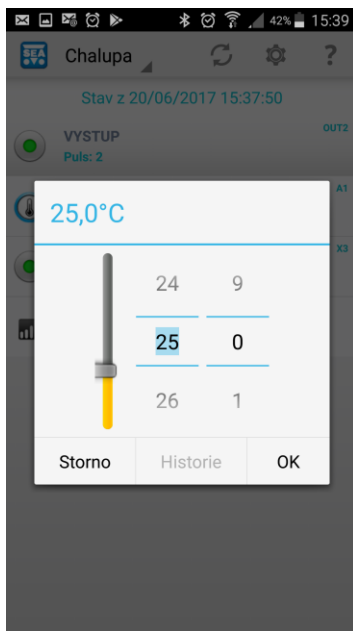 42% 15:39
SEA Chalupa ?
Stav z 20/06/2017 15:37:50
VYSTUP OUT2
Puls: 2
A1
25,0°C
X3
24 9
25 0
26 1
Storno Historie OK